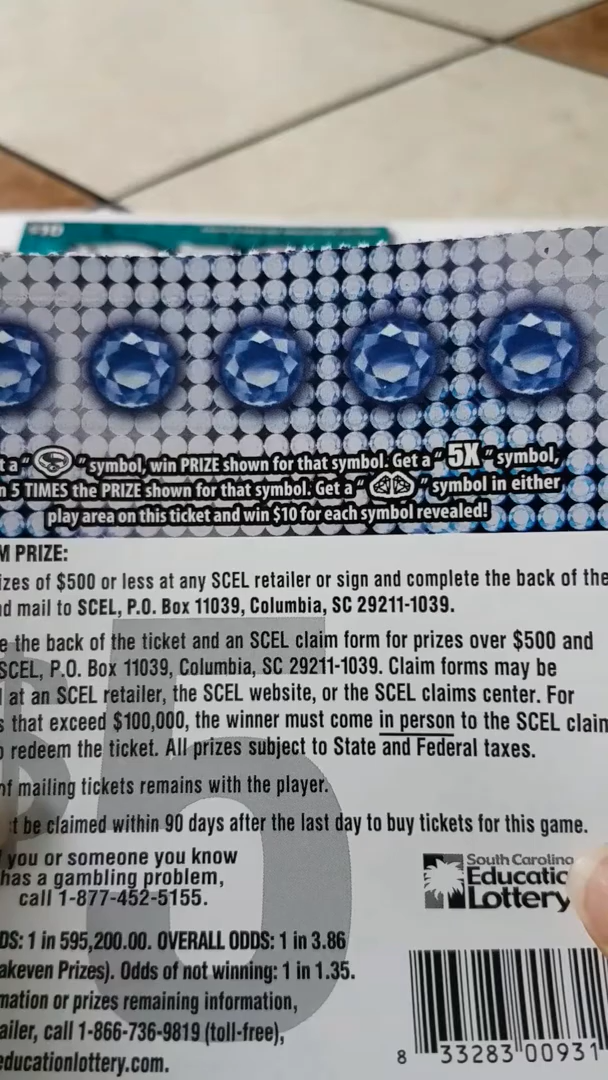 t a " " symbol, win PRIZE shown for that symbol. Get a " 5X " symbol,
n 5 TIMES the PRIZE shown for that symbol. Get a " " symbol in either
play area on this ticket and win $10 for each symbol revealed!
M PRIZE:
izes of $500 or less at any SCEL retailer or sign and complete the back of the
nd mail to SCEL, P.O. Box 11039, Columbia, SC 29211-1039.
e the back of the ticket and an SCEL claim form for prizes over $500 and
SCEL, P.O. Box 11039, Columbia, SC 29211-1039. Claim forms may be
l at an SCEL retailer, the SCEL website, or the SCEL claims center. For
s that exceed $100,000, the winner must come in person to the SCEL claim
o redeem the ticket. All prizes subject to State and Federal taxes.
of mailing tickets remains with the player.
t be claimed within 90 days after the last day to buy tickets for this game.
you or someone you know
has a gambling problem,
call 1-877-452-5155.
South Carolina
Educatio
Lottery
DS: 1 in 595,200.00. OVERALL ODDS: 1 in 3.86
akeven Prizes). Odds of not winning: 1 in 1.35.
mation or prizes remaining information,
ailer, call 1-866-736-9819 (toll-free),
educationlottery.com.
$5
8 33283 00931